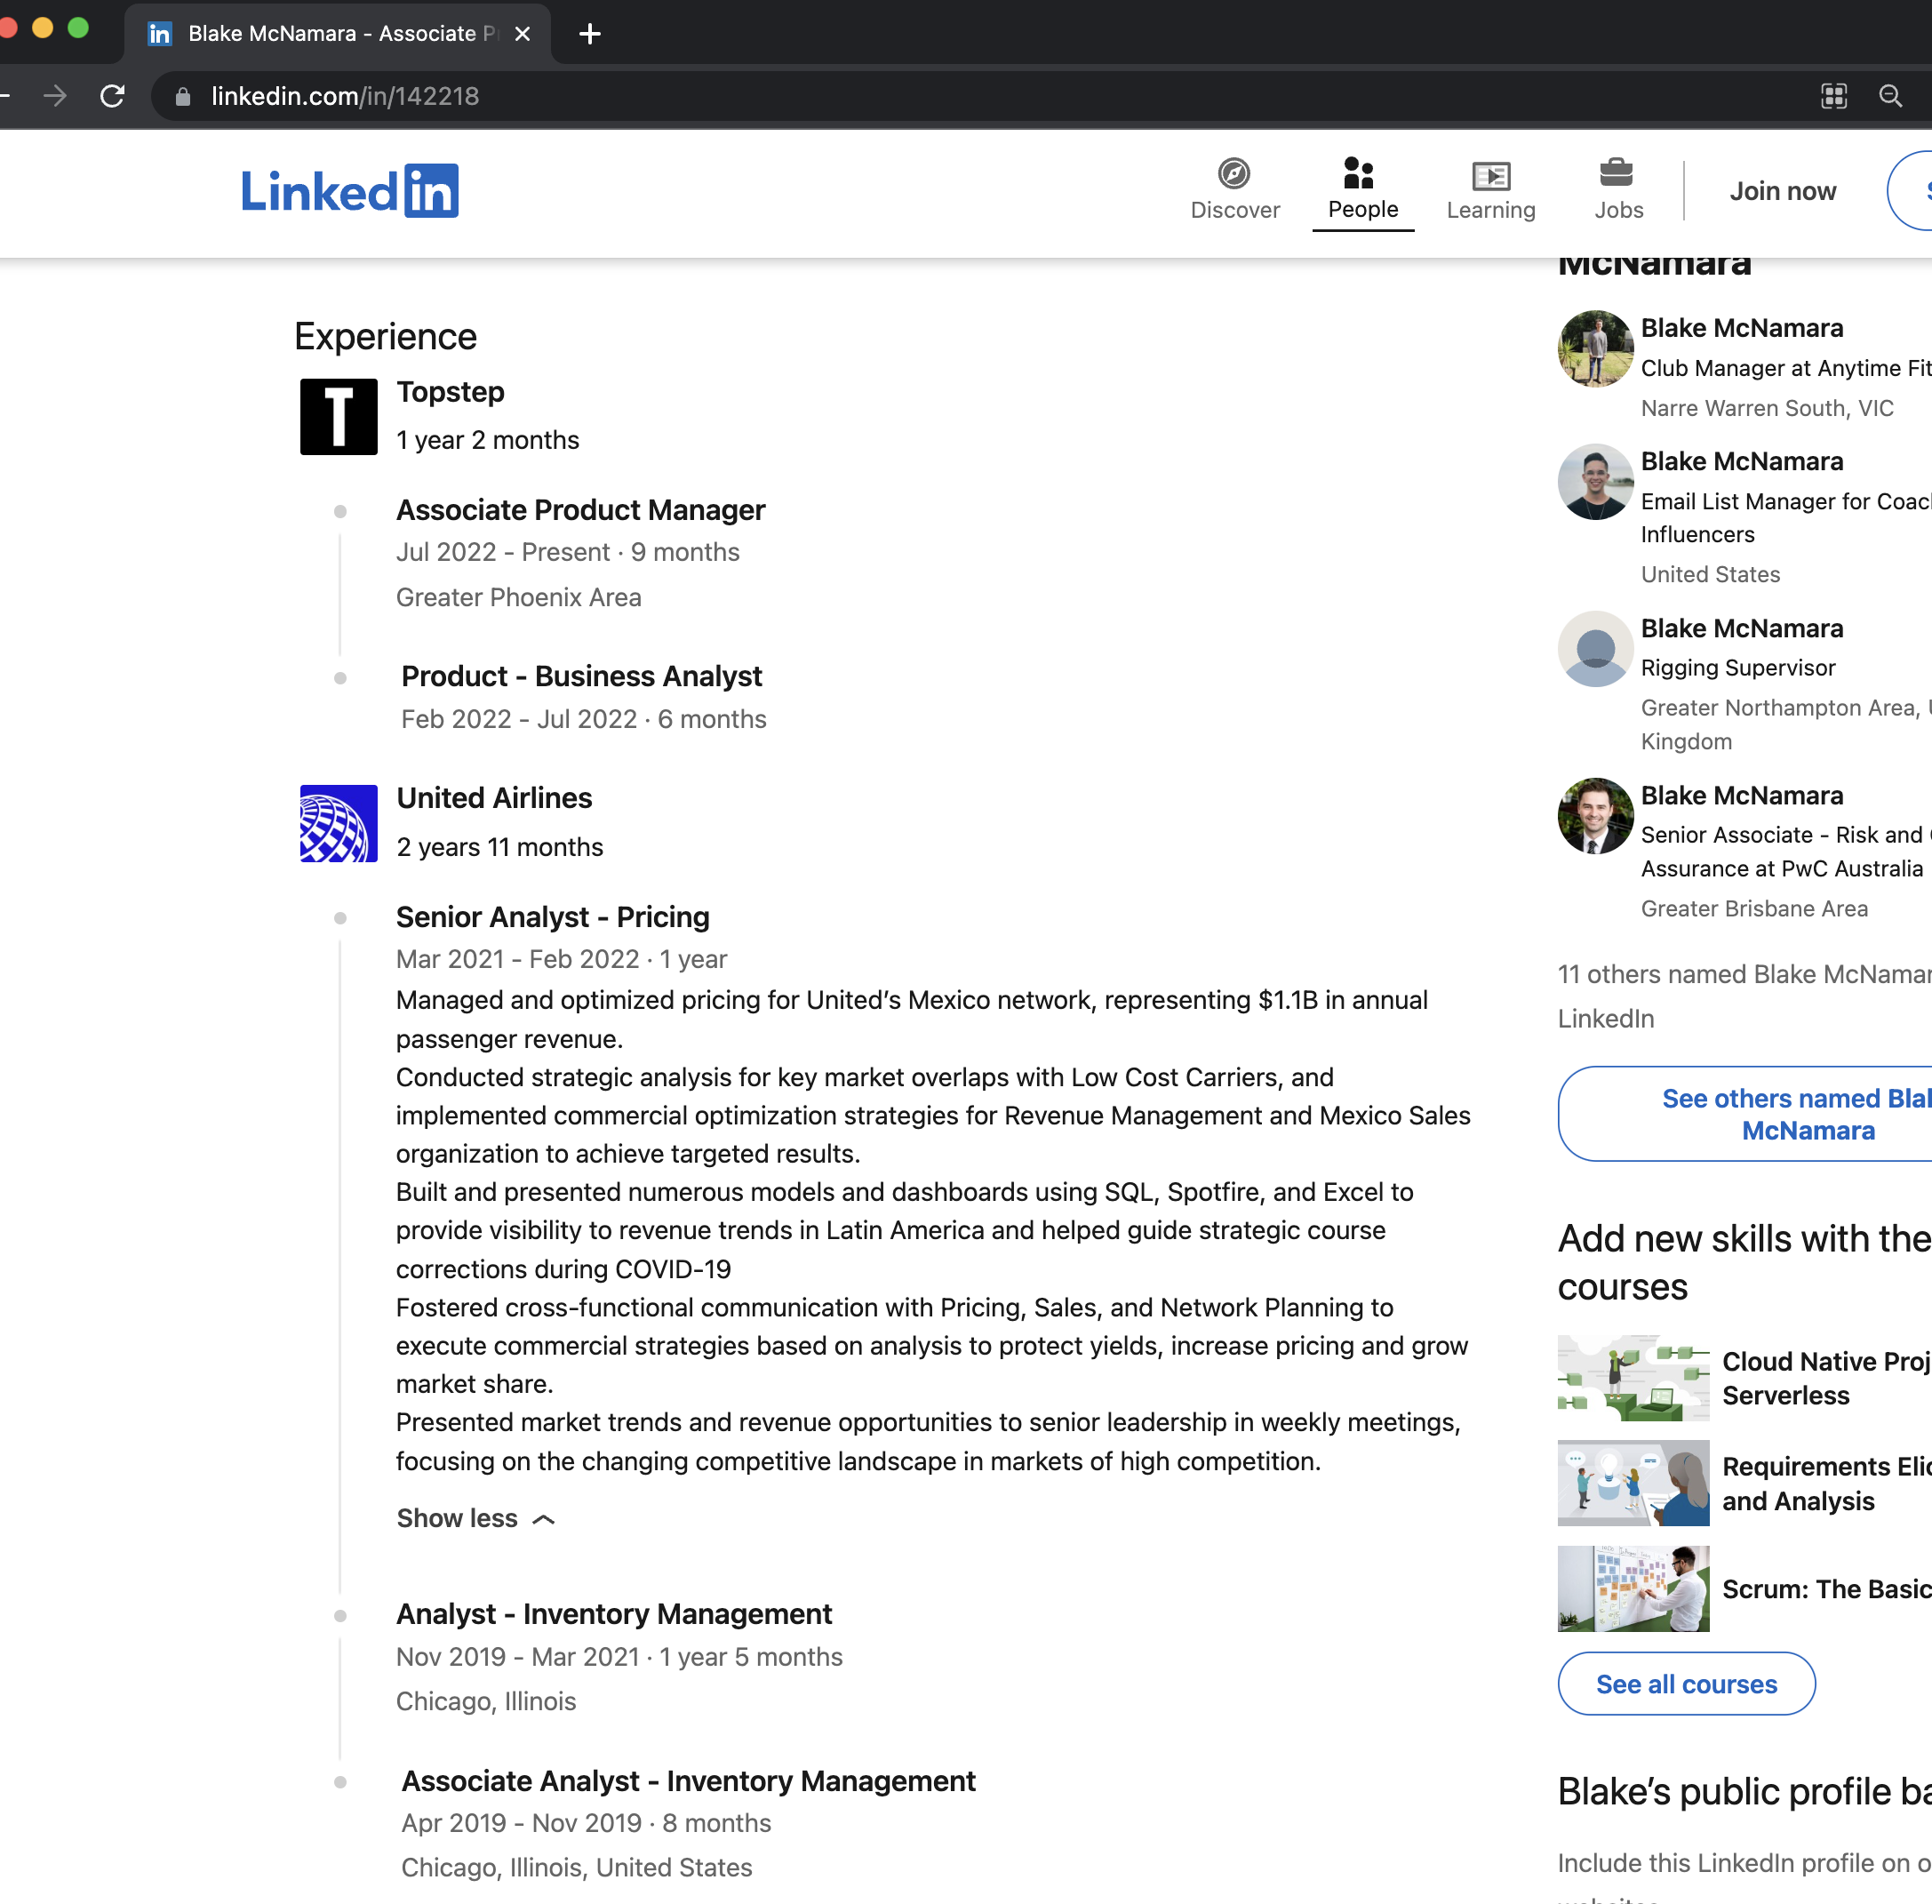 Blake McNamara - Associate
linkedin.com/in/142218
Linkedin
Discover
People
Learning
Jobs
Join now
Experience
Topstep
1 year 2 months
Associate Product Manager
Jul 2022 - Present · 9 months
Greater Phoenix Area
Product - Business Analyst
Feb 2022 - Jul 2022 · 6 months
United Airlines
2 years 11 months
Senior Analyst - Pricing
Mar 2021 - Feb 2022 · 1 year
Managed and optimized pricing for United’s Mexico network, representing $1.1B in annual
passenger revenue.
Conducted strategic analysis for key market overlaps with Low Cost Carriers, and
implemented commercial optimization strategies for Revenue Management and Mexico Sales
organization to achieve targeted results.
Built and presented numerous models and dashboards using SQL, Spotfire, and Excel to
provide visibility to revenue trends in Latin America and helped guide strategic course
corrections during COVID-19
Fostered cross-functional communication with Pricing, Sales, and Network Planning to
execute commercial strategies based on analysis to protect yields, increase pricing and grow
market share.
Presented market trends and revenue opportunities to senior leadership in weekly meetings,
focusing on the changing competitive landscape in markets of high competition.
Show less
Analyst - Inventory Management
Nov 2019 - Mar 2021 · 1 year 5 months
Chicago, Illinois
Associate Analyst - Inventory Management
Apr 2019 - Nov 2019 · 8 months
Chicago, Illinois, United States
McNamara
Blake McNamara
Club Manager at Anytime
Narre Warren South, VIC
Blake McNamara
Email List Manager for
Influencers
United States
Blake McNamara
Rigging Supervisor
Greater Northampton Area,
Kingdom
Blake McNamara
Senior Associate - Risk and
Assurance at PwC Australia
Greater Brisbane Area
11 others named Blake
LinkedIn
See others named
McNamara
Add new skills with the
courses
Cloud Native
Serverless
Requirements
and Analysis
Scrum: The
See all courses
Blake’s public profile
Include this LinkedIn profile on